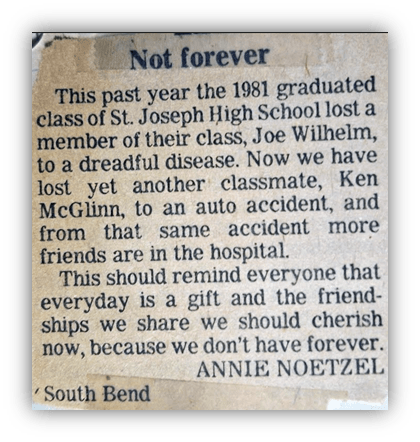 Not forever
This past year the 1981 graduated
class of St. Joseph High School lost a
member of their class, Joe Wilhelm,
to a dreadful disease. Now we have
lost yet another classmate, Ken
McGlinn, to an auto accident, and
from that same accident more
friends are in the hospital.
This should remind everyone that
everyday is a gift and the friend-
ships we share we should cherish
now, because we don't have forever.
ANNIE NOETZEL
South Bend